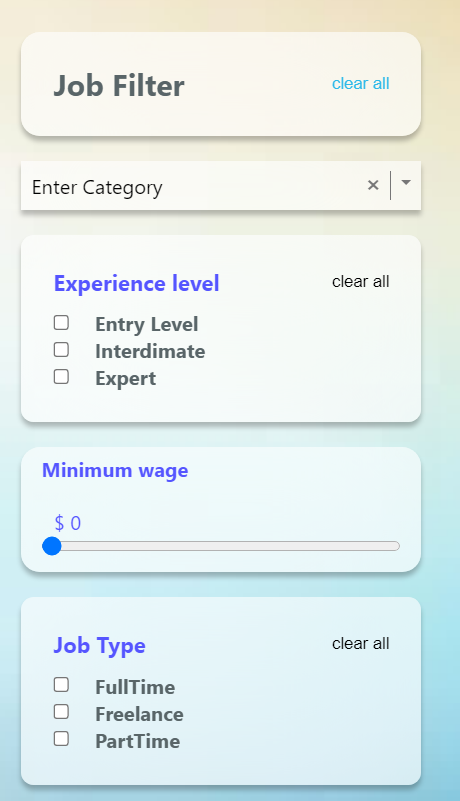 Job Filter clear all
Enter Category
Experience level clear all
Entry Level
Interdimate
Expert
Minimum wage
$ 0
Job Type clear all
FullTime
Freelance
PartTime